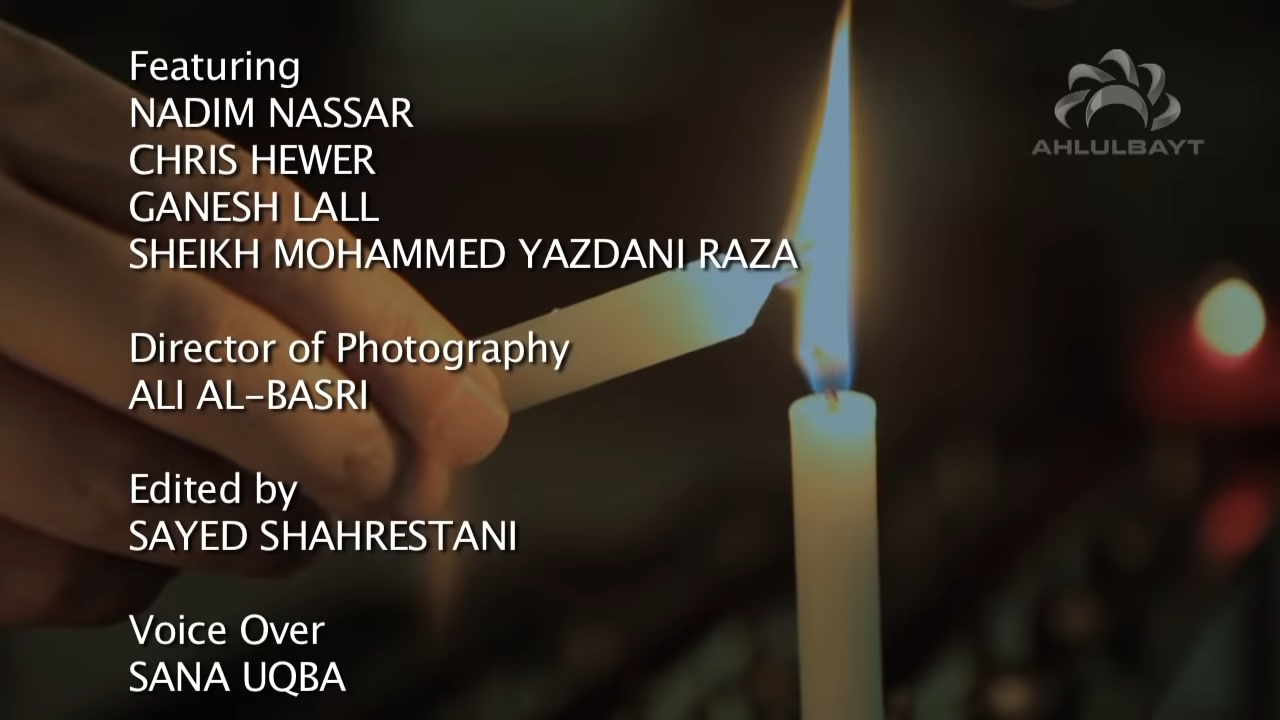 Featuring
NADIM NASSAR
CHRIS HEWER
GANESH LALL
SHEIKH MOHAMMED YAZDANI RAZA
Director of Photography
ALI AL-BASRI
Edited by
SAYED SHAHRESTANI
Voice Over
SANA UQBA
AHLULBAYT